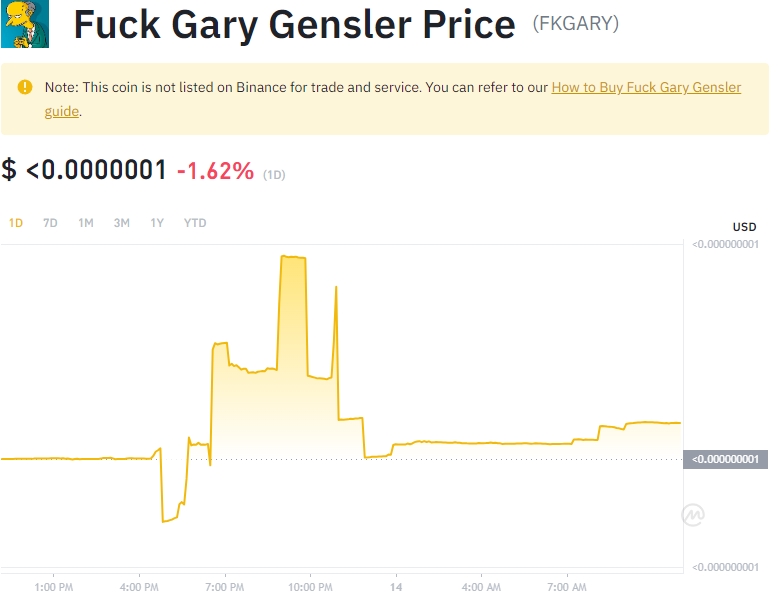 Fuck Gary Gensler Price (FKGARY)
Note: This coin is not listed on Binance for trade and service. You can refer to our How to Buy Fuck Gary Gensler
guide.
$ <0.0000001 -1.62% (1D)
1D 7D 1M 3M 1Y YTD
USD
<0.000000001
<0.000000001
<0.000000001
1:00 PM 4:00 PM 7:00 PM 10:00 PM 14 4:00 AM 7:00 AM